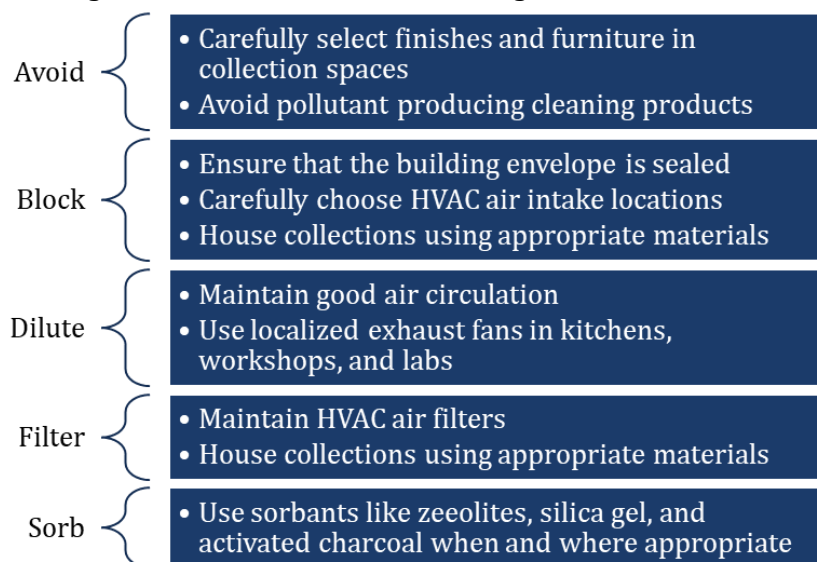 Avoid
• Carefully select finishes and furniture in
collection spaces
• Avoid pollutant producing cleaning products
Block
• Ensure that the building envelope is sealed
• Carefully choose HVAC air intake locations
• House collections using appropriate materials
Dilute
• Maintain good air circulation
• Use localized exhaust fans in kitchens,
workshops, and labs
Filter
• Maintain HVAC air filters
• House collections using appropriate materials
Sorb
• Use sorbants like zeeolites, silica gel, and
activated charcoal when and where appropriate